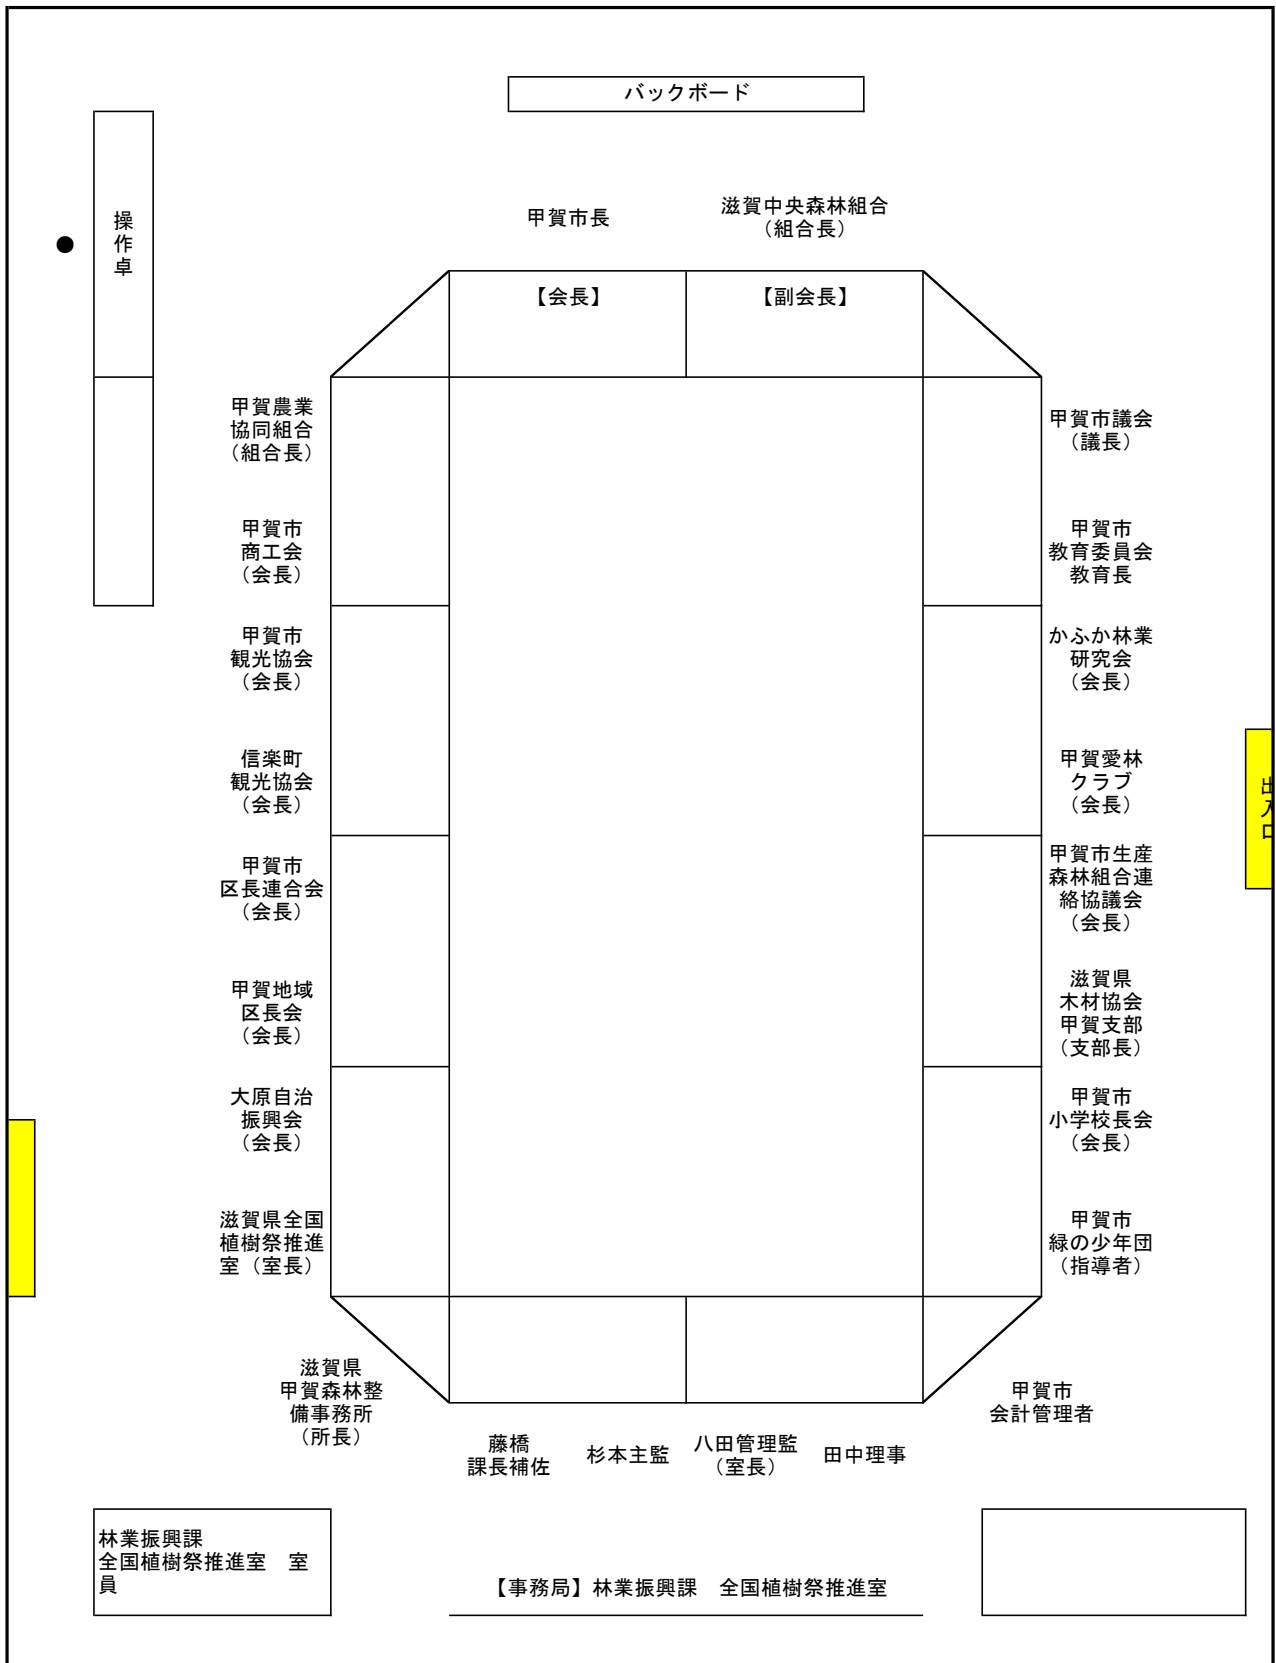 バックボード
操作卓
●
甲賀市長
滋賀中央森林組合
（組合長）
【会長】
【副会長】
甲賀農業
協同組合
（組合長）
甲賀市
商工会
（会長）
甲賀市
観光協会
（会長）
信楽町
観光協会
（会長）
甲賀市
区長連合会
（会長）
甲賀地域
区長会
（会長）
大原自治
振興会
（会長）
滋賀県全国
植樹祭推進
室（室長）
滋賀県
甲賀森林整
備事務所
（所長）
甲賀市議会
（議長）
甲賀市
教育委員会
教育長
かふか林業
研究会
（会長）
甲賀愛林
クラブ
（会長）
甲賀市生産
森林組合連
絡協議会
（会長）
滋賀県
木材協会
甲賀支部
（支部長）
甲賀市
小学校長会
（会長）
甲賀市
緑の少年団
（指導者）
甲賀市
会計管理者
出入口
藤橋
課長補佐
杉本主監
八田管理監
（室長）
田中理事
林業振興課
全国植樹祭推進室　室
員
【事務局】林業振興課　全国植樹祭推進室